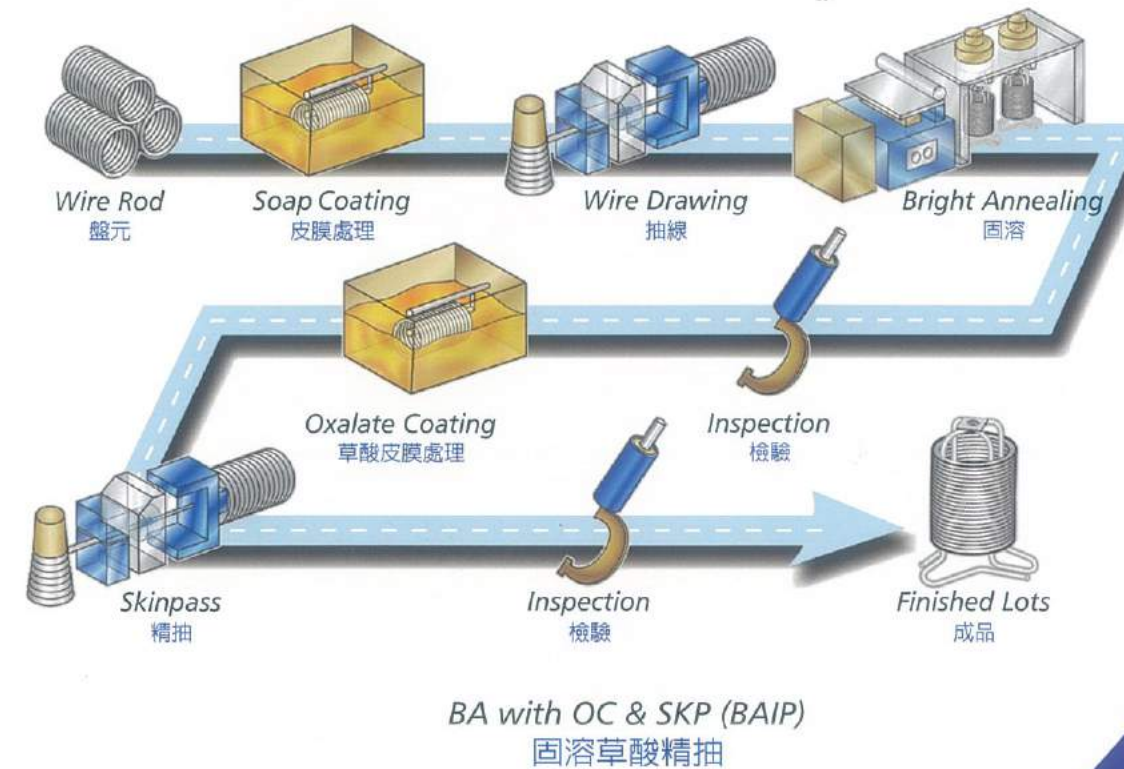 Wire Rod
盤元
Soap Coating
皮膜處理
Wire Drawing
抽線
Bright Annealing
固溶
Inspection
檢驗
Oxalate Coating
草酸皮膜處理
Skinpass
精抽
Inspection
檢驗
Finished Lots
成品
BA with OC & SKP (BAIP)
固溶草酸精抽